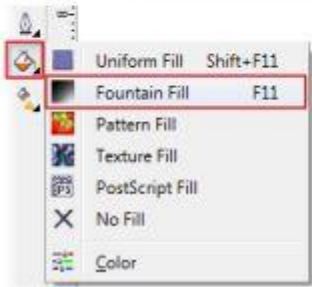 Uniform Fill Shift+F11
Fountain Fill F11
Pattern Fill
Texture Fill
PostScript Fill
No Fill
Color